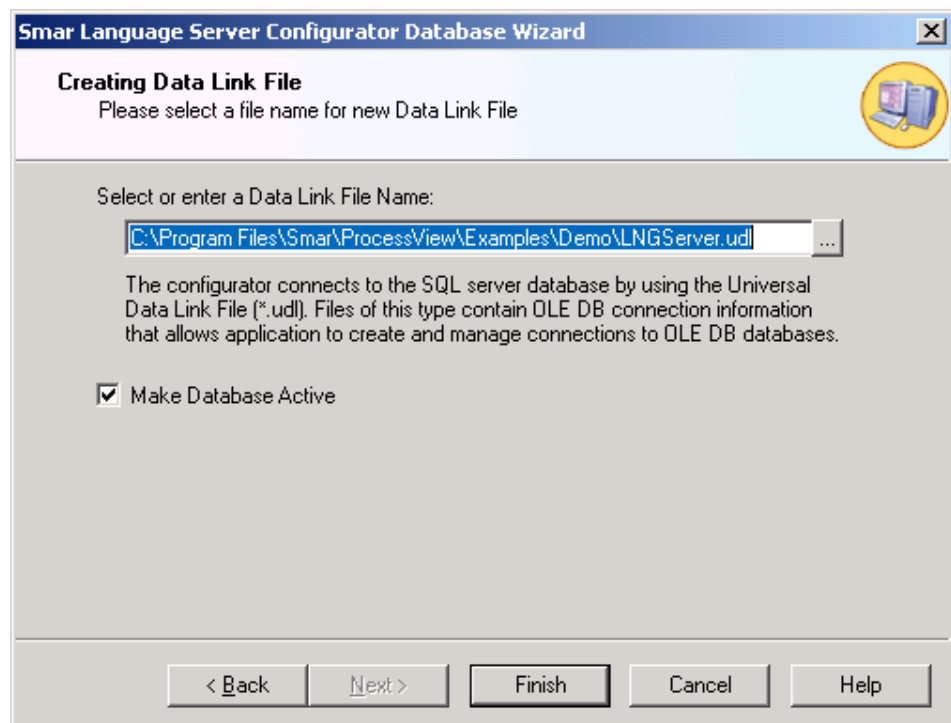 Smar Language Server Configurator Database Wizard
Creating Data Link File
Please select a file name for new Data Link File
Select or enter a Data Link File Name:
C:\Program Files\Smar\ProcessView\Examples\Demo\LNGServer.udl
...
The configurator connects to the SQL server database by using the Universal
Data Link File (*.udl). Files of this type contain OLE DB connection information
that allows application to create and manage connections to OLE DB databases.
Make Database Active
< Back
Next >
Finish
Cancel
Help